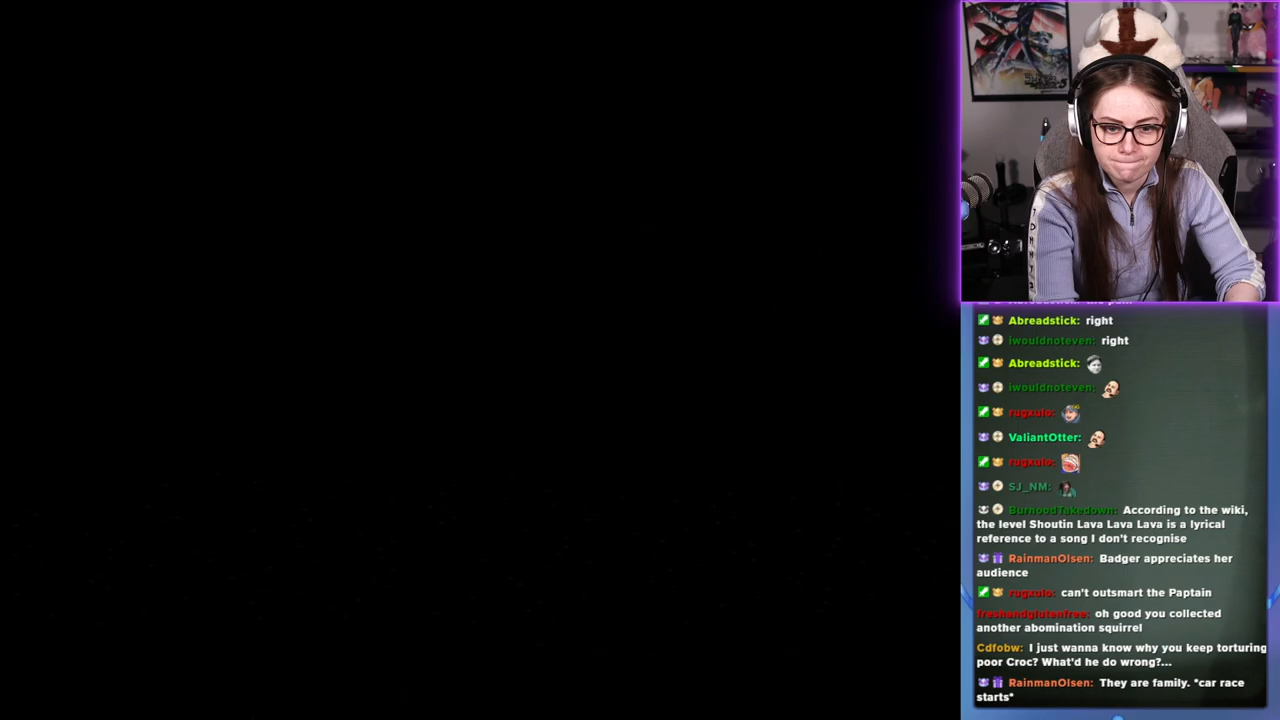 Abreadstick: right
iwouldnoteven: right
Abreadstick:
iwouldnoteven:
rugxulo:
ValiantOtter:
rugxulo:
SJ_NM:
BurnoodTakedown: According to the wiki,
the level Shoutin Lava Lava Lava is a lyrical
reference to a song I don't recognise
RainmanOlsen: Badger appreciates her
audience
rugxulo: can't outsmart the Paptain
freshandglutenfree: oh good you collected
another abomination squirrel
Cdfobw: I just wanna know why you keep torturing
poor Croc? What'd he do wrong?...
RainmanOlsen: They are family. *car race
starts*